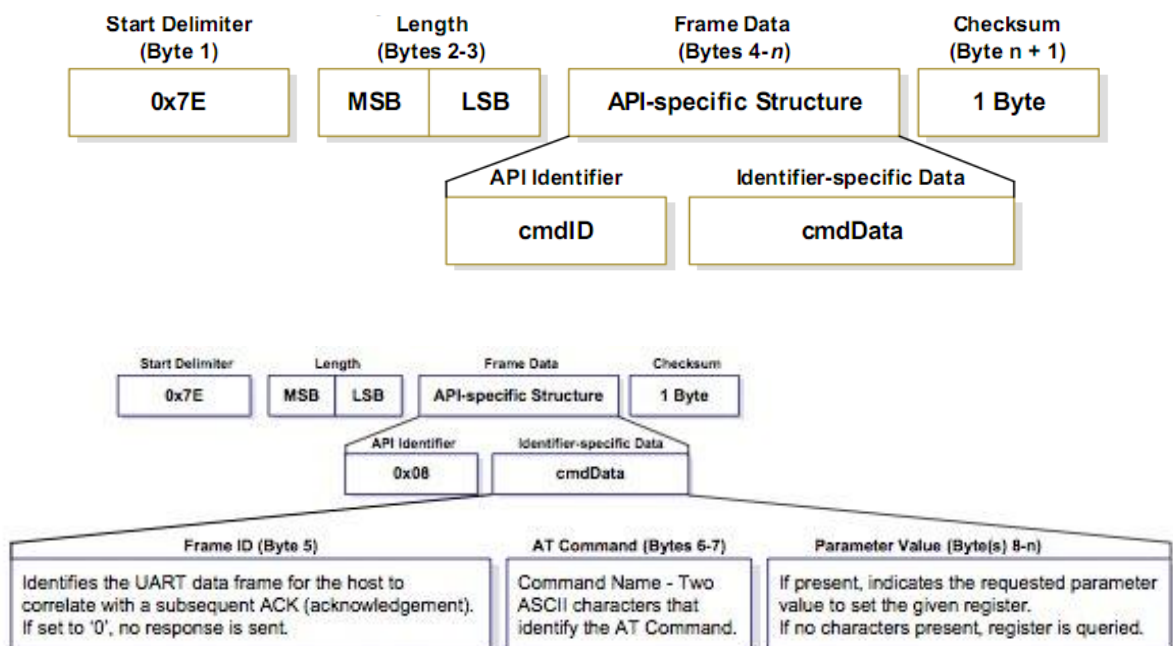 Start Delimiter Length Frame Data Checksum
(Byte 1) (Bytes 2-3) (Bytes 4-n) (Byte n + 1)
0x7E MSB LSB API-specific Structure 1 Byte
API Identifier Identifier-specific Data
cmdID cmdData
Start Delimiter Length Frame Data Checksum
0x7E MSB LSB API-specific Structure 1 Byte
API Identifier Identifier-specific Data
0x08 cmdData
Frame ID (Byte 5) AT Command (Bytes 6-7) Parameter Value (Byte(s) 8-n)
Identifies the UART data frame for the host to Command Name - Two If present, indicates the requested parameter
correlate with a subsequent ACK (acknowledgement). ASCII characters that value to set the given register.
If set to '0', no response is sent. identify the AT Command. If no characters present, register is queried.